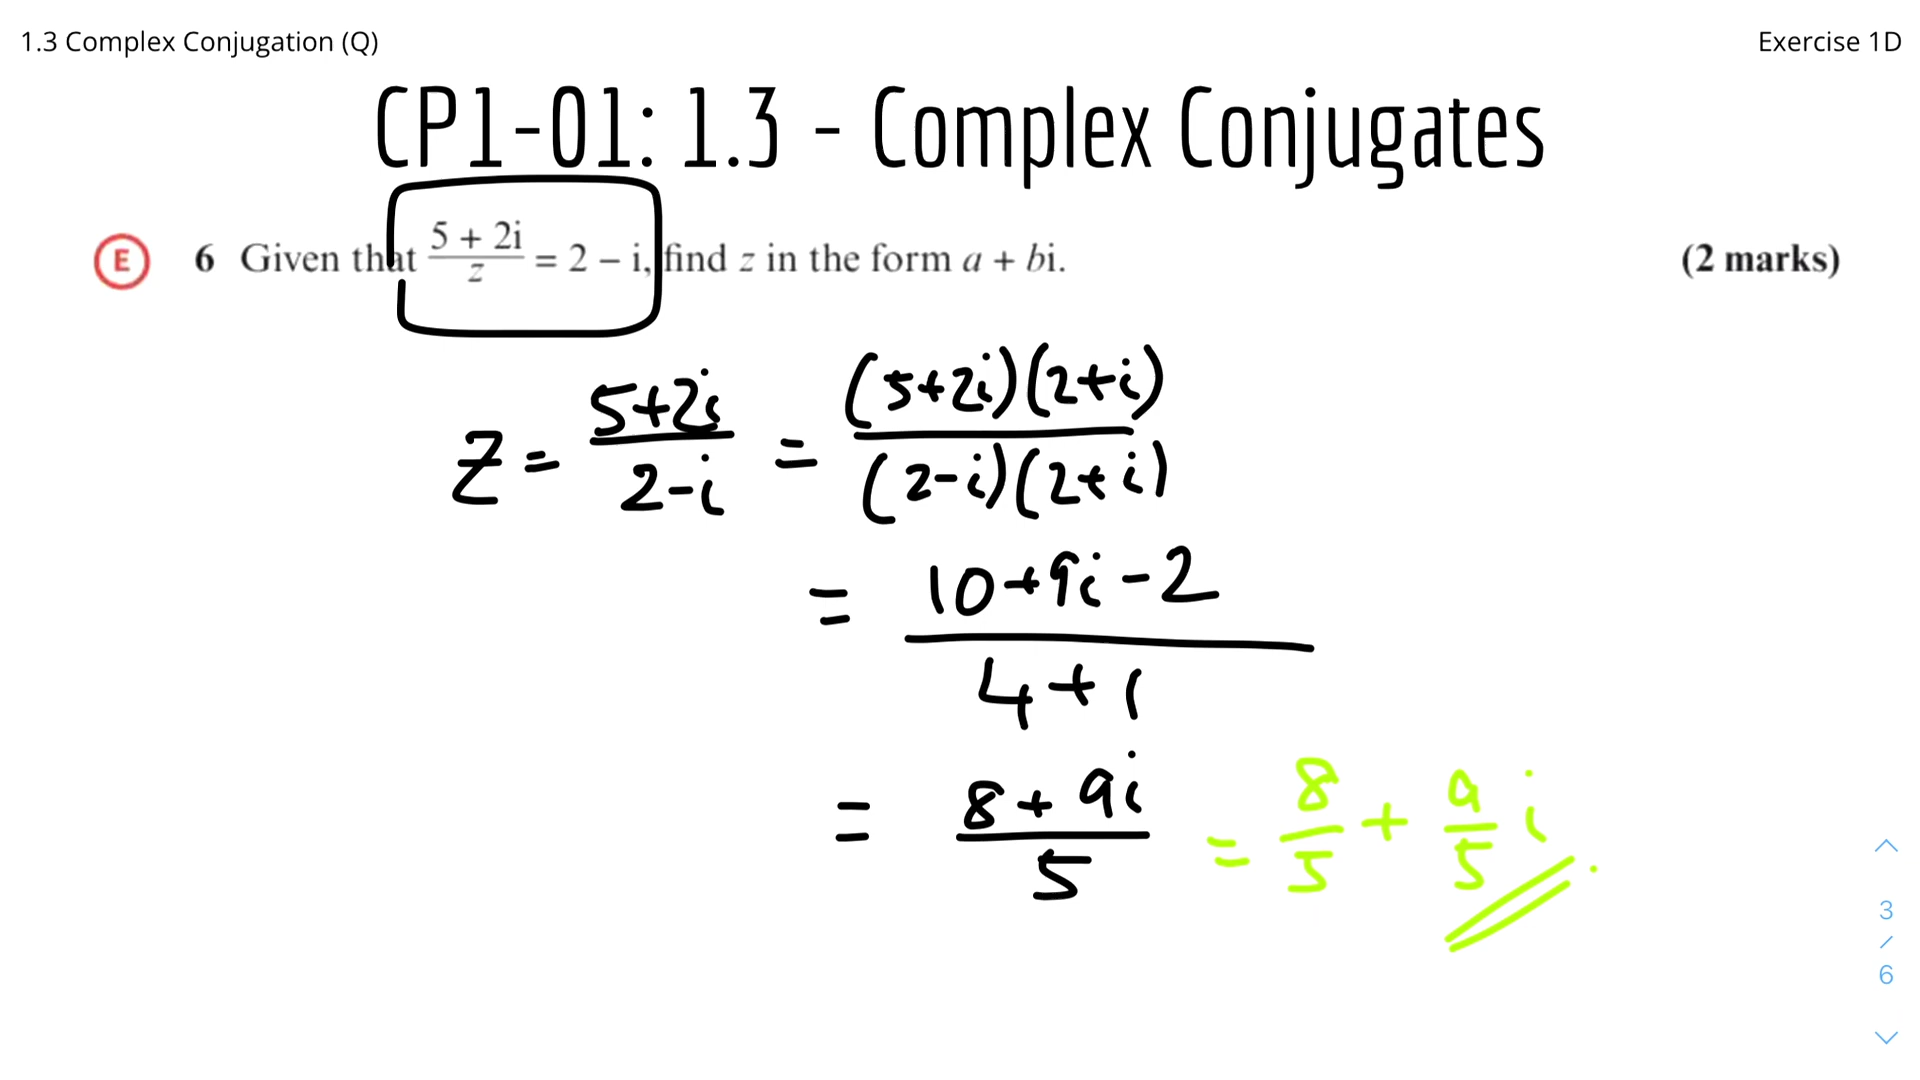 1.3 Complex Conjugation (Q) Exercise 1D
CP1-01: 1.3 - Complex Conjugates
E 6 Given that (5 + 2i)/z = 2 − i, find z in the form a + bi. (2 marks)
z = (5+2i)/(2-i) = ((5+2i)(2+i))/((2-i)(2+i))
= (10+9i-2)/(4+1)
= (8+9i)/5 = 8/5 + 9/5 i.
3
/
6